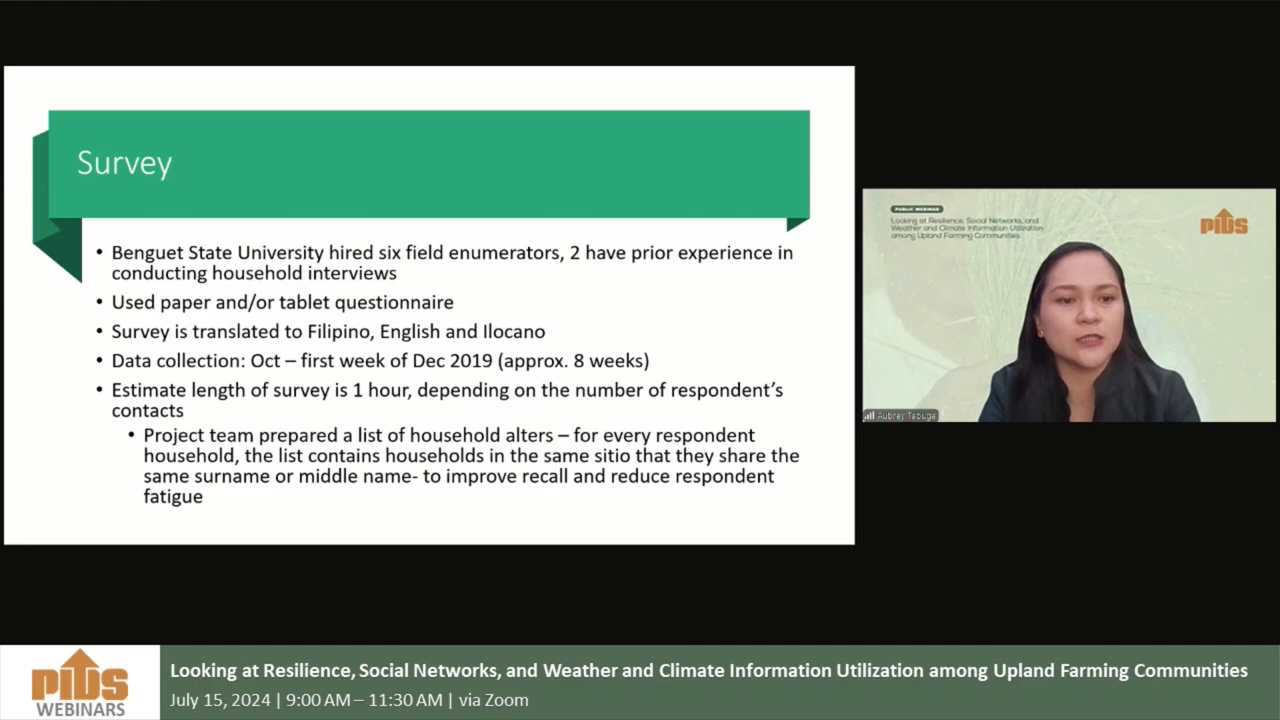 Survey
• Benguet State University hired six field enumerators, 2 have prior experience in
conducting household interviews
• Used paper and/or tablet questionnaire
• Survey is translated to Filipino, English and Ilocano
• Data collection: Oct – first week of Dec 2019 (approx. 8 weeks)
• Estimate length of survey is 1 hour, depending on the number of respondent's
contacts
• Project team prepared a list of household alters – for every respondent
household, the list contains households in the same sitio that they share the
same surname or middle name- to improve recall and reduce respondent
fatigue
PUBLIC WEBINAR
Looking at Resilience, Social Networks, and
Weather and Climate Information Utilization
among Upland Farming Communities
PIDS
Aubrey Tabuga
PIDS
WEBINARS
Looking at Resilience, Social Networks, and Weather and Climate Information Utilization among Upland Farming Communities
July 15, 2024 | 9:00 AM – 11:30 AM | via Zoom